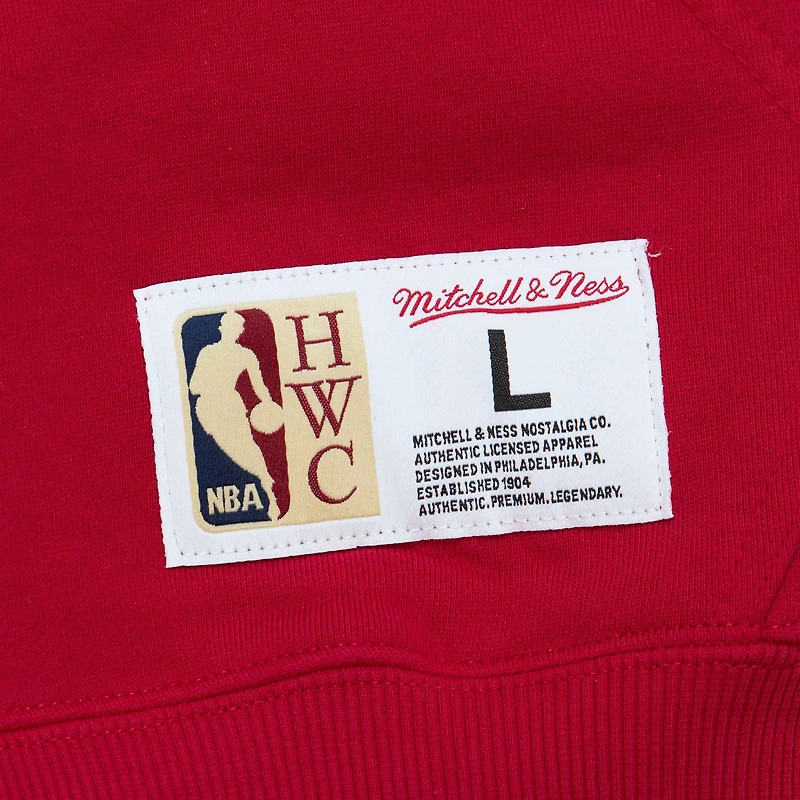 NBA
H
W
C
Mitchell & Ness
L
MITCHELL & NESS NOSTALGIA CO.
AUTHENTIC LICENSED APPAREL
DESIGNED IN PHILADELPHIA, PA.
ESTABLISHED 1904
AUTHENTIC.PREMIUM.LEGENDARY.